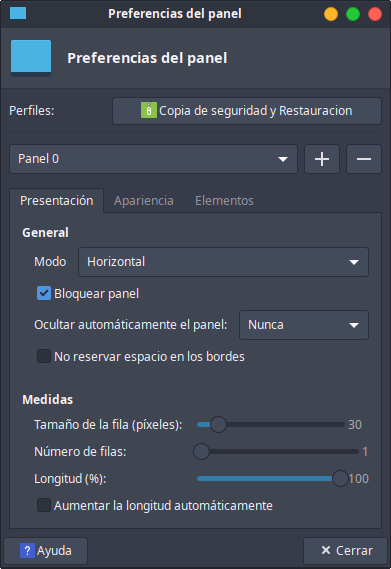 Preferencias del panel
Preferencias del panel
Perfiles:
Copia de seguridad y Restauracion
Panel 0
Presentación
Apariencia
Elementos
General
Modo
Horizontal
Bloquear panel
Ocultar automáticamente el panel:
Nunca
No reservar espacio en los bordes
Medidas
Tamaño de la fila (píxeles):
30
Número de filas:
1
Longitud (%):
100
Aumentar la longitud automáticamente
? Ayuda
Cerrar